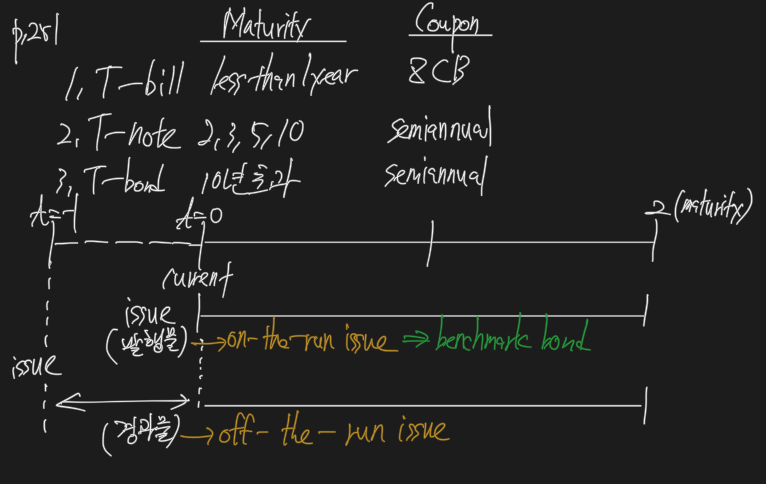 p.281
Maturity Coupon
1. T-bill less than 1 year ZCB
2. T-note 2, 3, 5, 10 semiannual
3. T-bond 10년 초과 semiannual
t=-1 t=0 2 (maturity)
current
issue
(발행물) → on-the-run issue ⇒ benchmark bond
issue
(경과물) → off-the-run issue